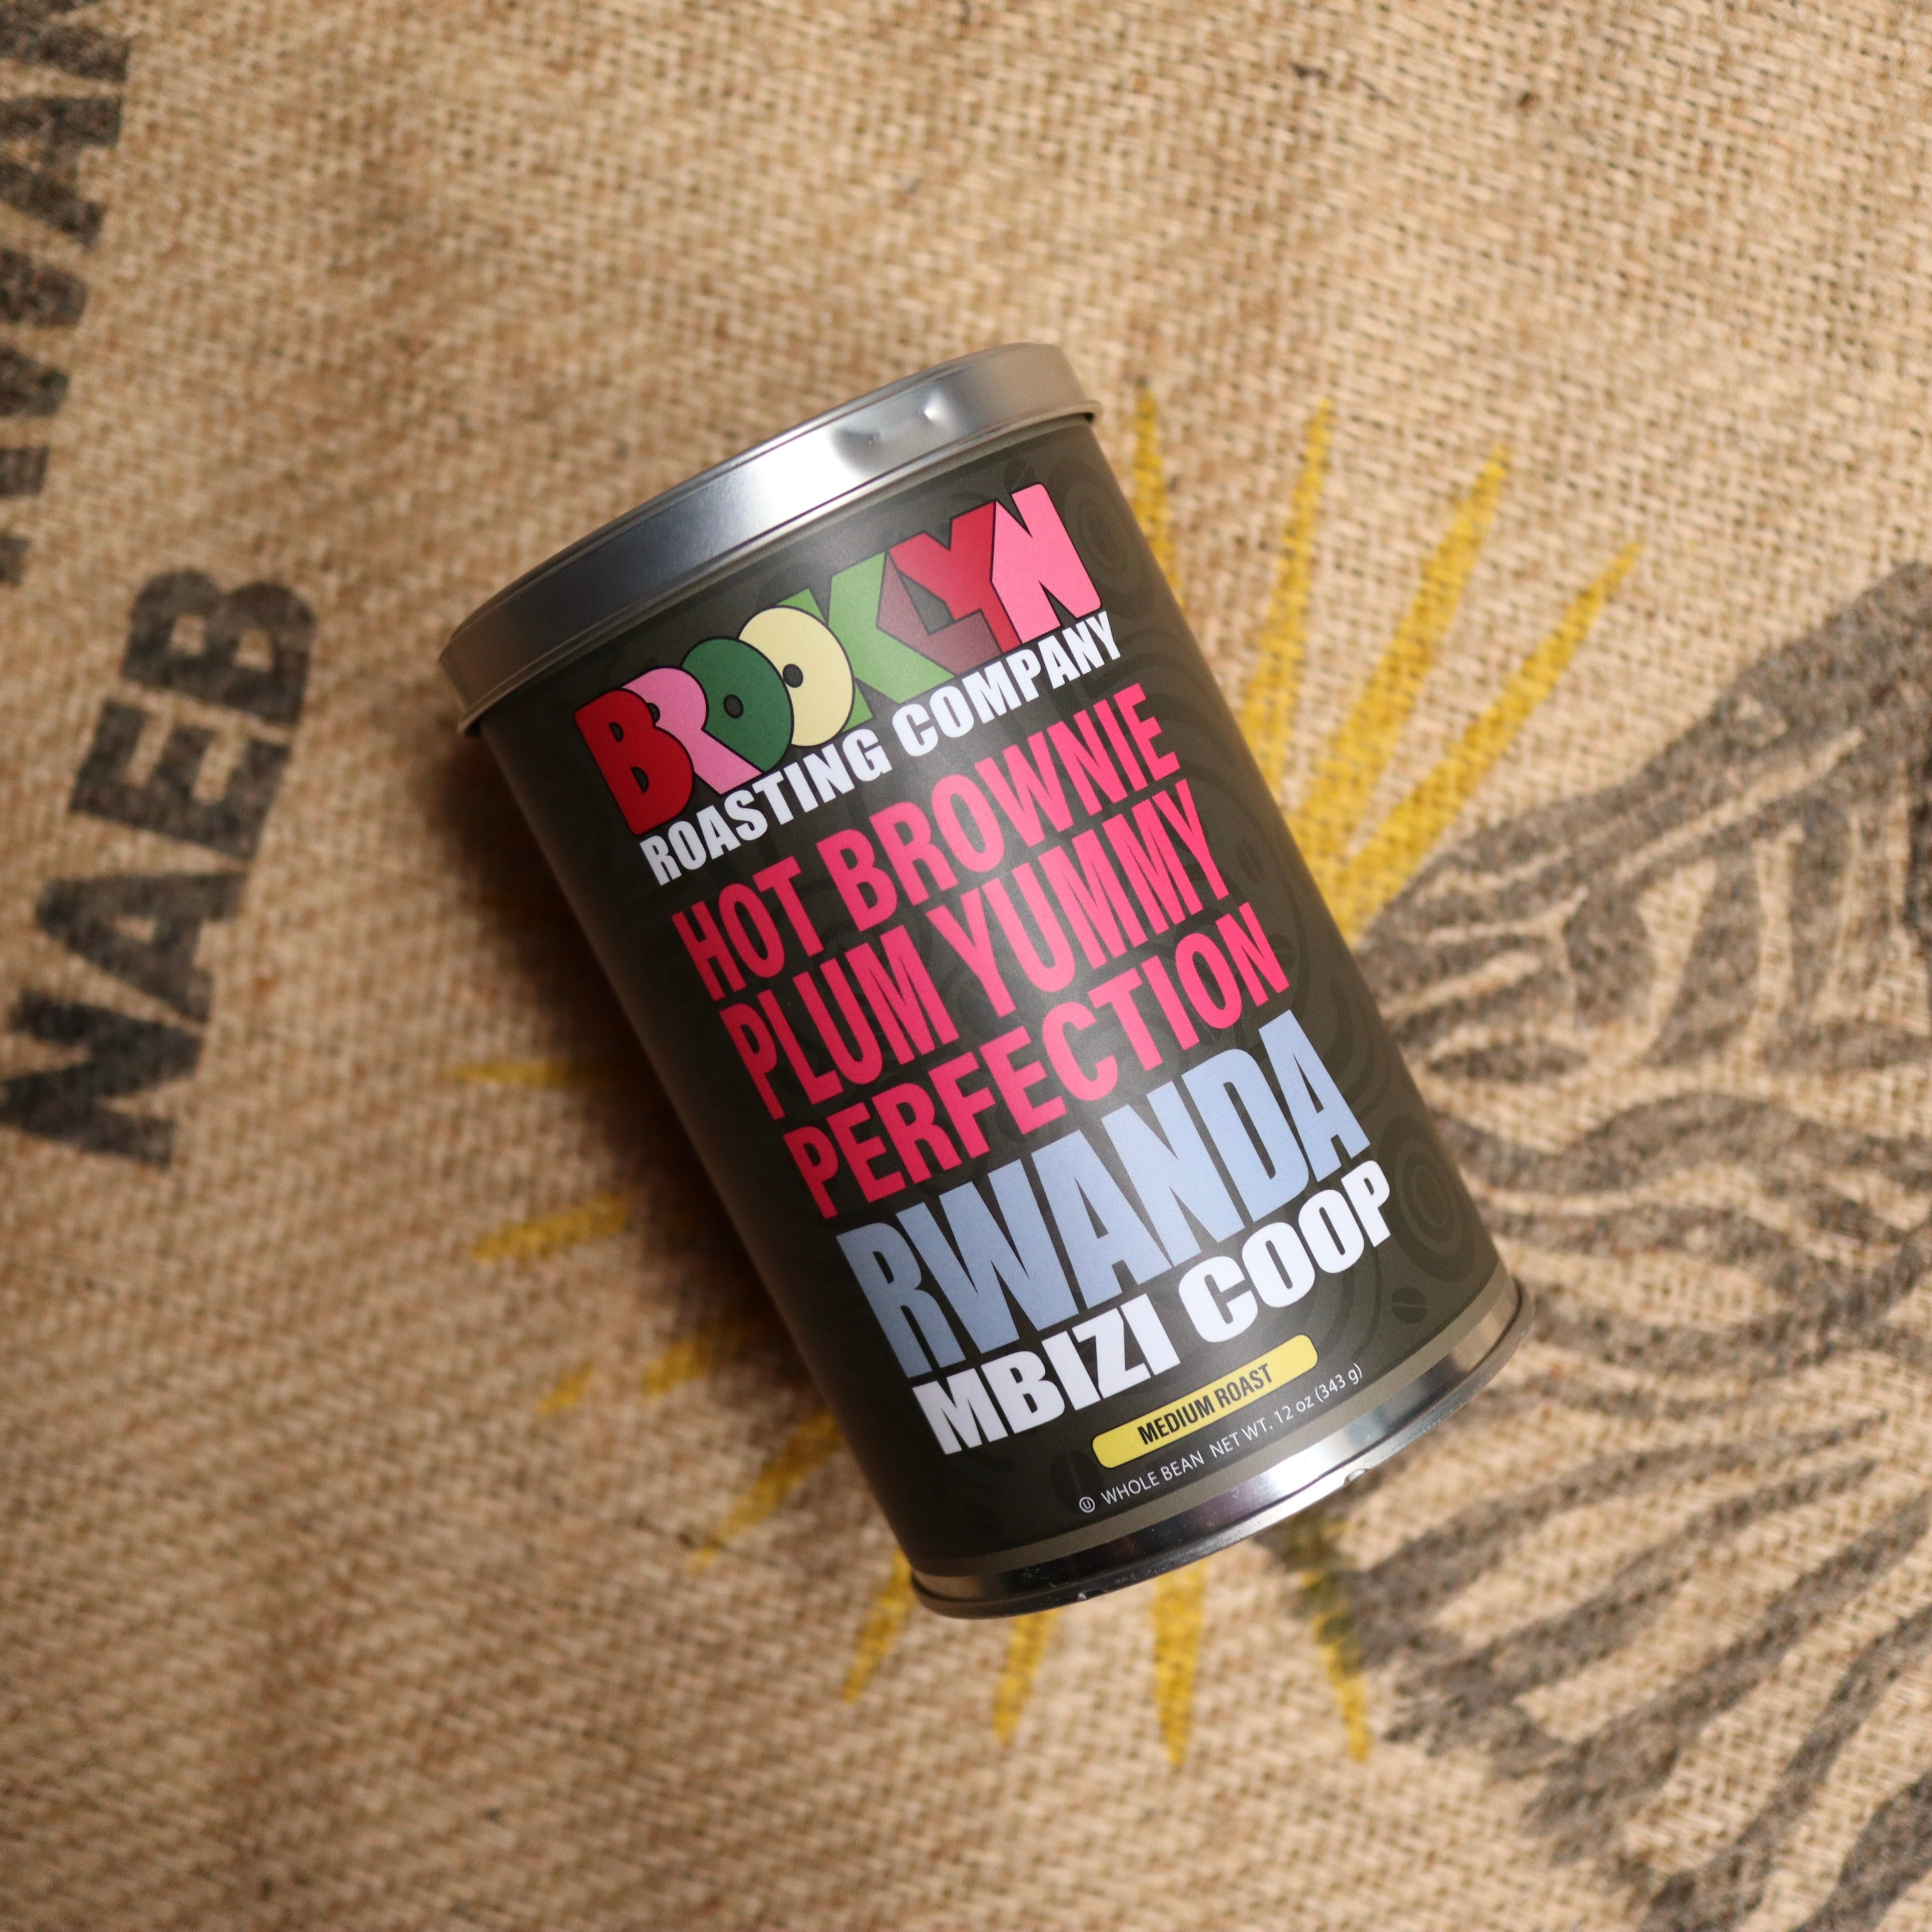 BROOKLYN
ROASTING COMPANY
HOT BROWNIE
PLUM YUMMY
PERFECTION
RWANDA
MBIZI COOP
MEDIUM ROAST
Ⓤ WHOLE BEAN NET WT. 12 oz (343 g)